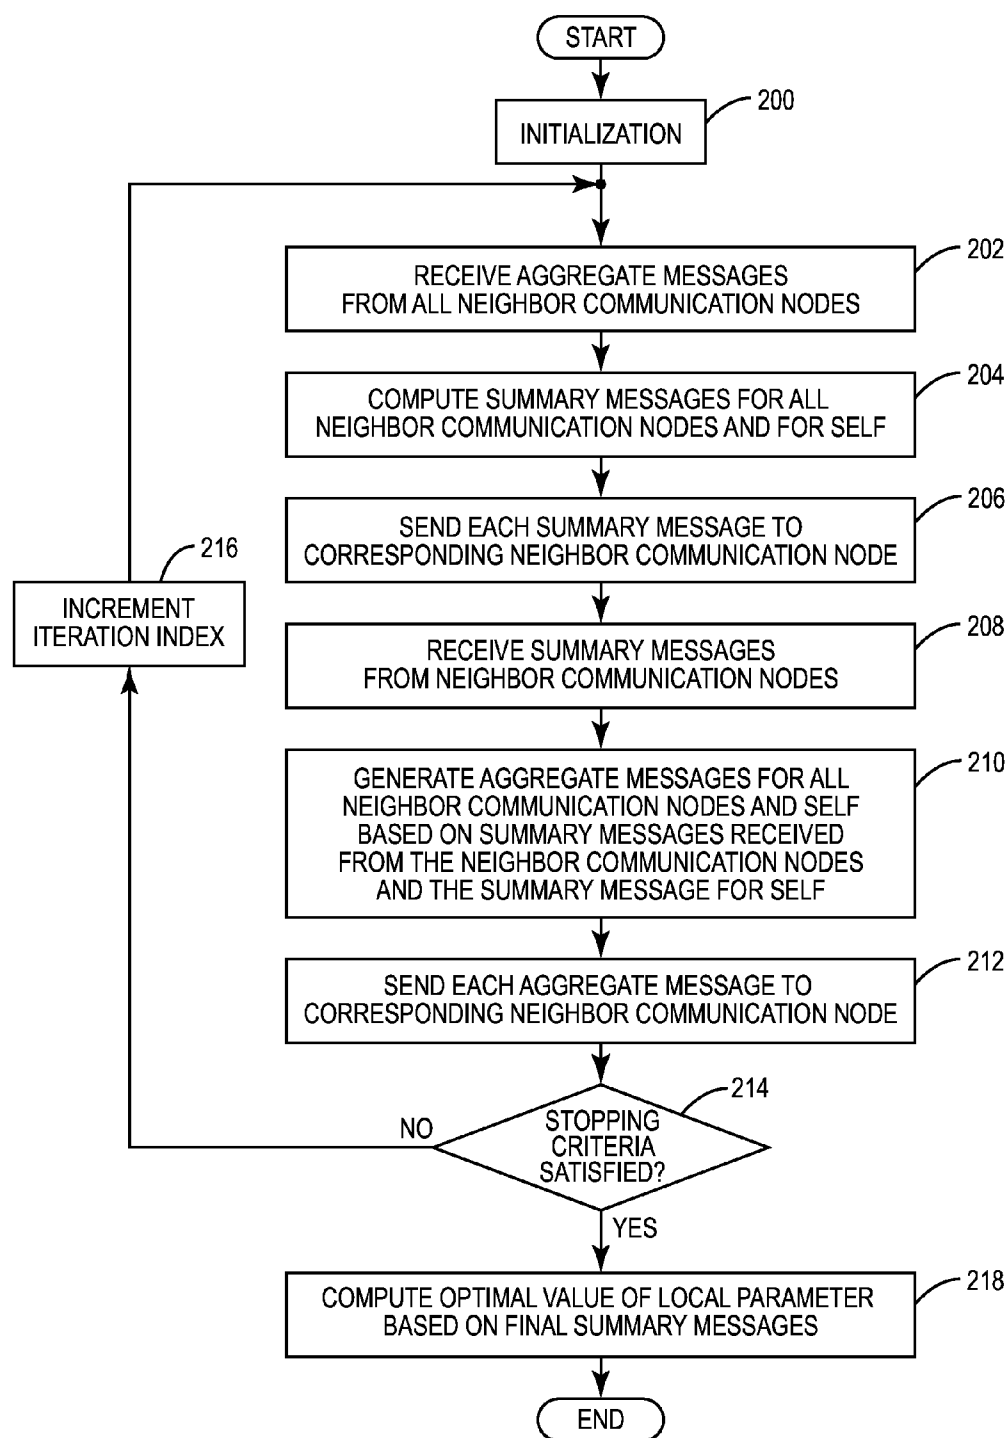 START
200
INITIALIZATION
202
RECEIVE AGGREGATE MESSAGES
FROM ALL NEIGHBOR COMMUNICATION NODES
204
COMPUTE SUMMARY MESSAGES FOR ALL
NEIGHBOR COMMUNICATION NODES AND FOR SELF
206
SEND EACH SUMMARY MESSAGE TO
CORRESPONDING NEIGHBOR COMMUNICATION NODE
216
INCREMENT
ITERATION INDEX
208
RECEIVE SUMMARY MESSAGES
FROM NEIGHBOR COMMUNICATION NODES
210
GENERATE AGGREGATE MESSAGES FOR ALL
NEIGHBOR COMMUNICATION NODES AND SELF
BASED ON SUMMARY MESSAGES RECEIVED
FROM THE NEIGHBOR COMMUNICATION NODES
AND THE SUMMARY MESSAGE FOR SELF
212
SEND EACH AGGREGATE MESSAGE TO
CORRESPONDING NEIGHBOR COMMUNICATION NODE
214
STOPPING
CRITERIA
SATISFIED?
NO
YES
218
COMPUTE OPTIMAL VALUE OF LOCAL PARAMETER
BASED ON FINAL SUMMARY MESSAGES
END